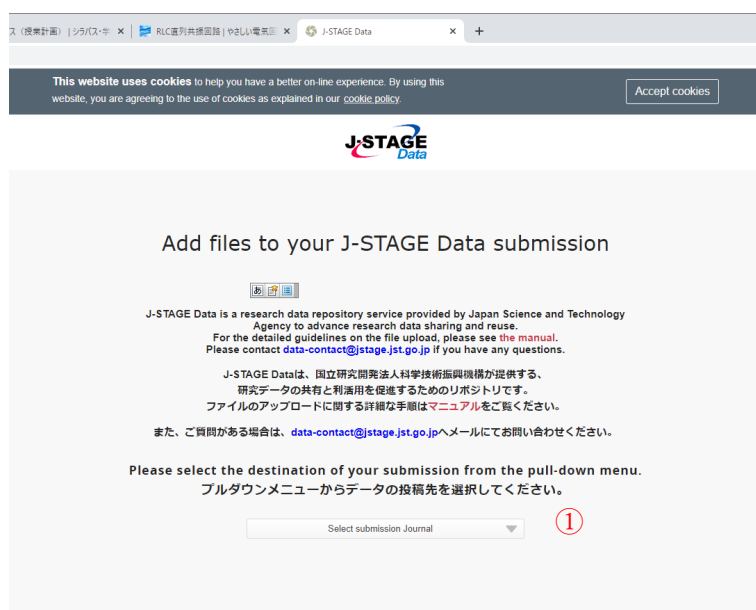 ス（授業計画）| シラバス・キ
RLC直列共振回路 | やさしい電気回
J-STAGE Data
This website uses cookies to help you have a better on-line experience. By using this
website, you are agreeing to the use of cookies as explained in our cookie policy.
Accept cookies
J-STAGE
Data
Add files to your J-STAGE Data submission
あ
J-STAGE Data is a research data repository service provided by Japan Science and Technology
Agency to advance research data sharing and reuse.
For the detailed guidelines on the file upload, please see the manual.
Please contact data-contact@jstage.jst.go.jp if you have any questions.
J-STAGE Dataは、国立研究開発法人科学技術振興機構が提供する、
研究データの共有と利活用を促進するためのリポジトリです。
ファイルのアップロードに関する詳細な手順はマニュアルをご覧ください。
また、ご質問がある場合は、data-contact@jstage.jst.go.jpへメールにてお問い合わせください。
Please select the destination of your submission from the pull-down menu.
プルダウンメニューからデータの投稿先を選択してください。
Select submission Journal
①